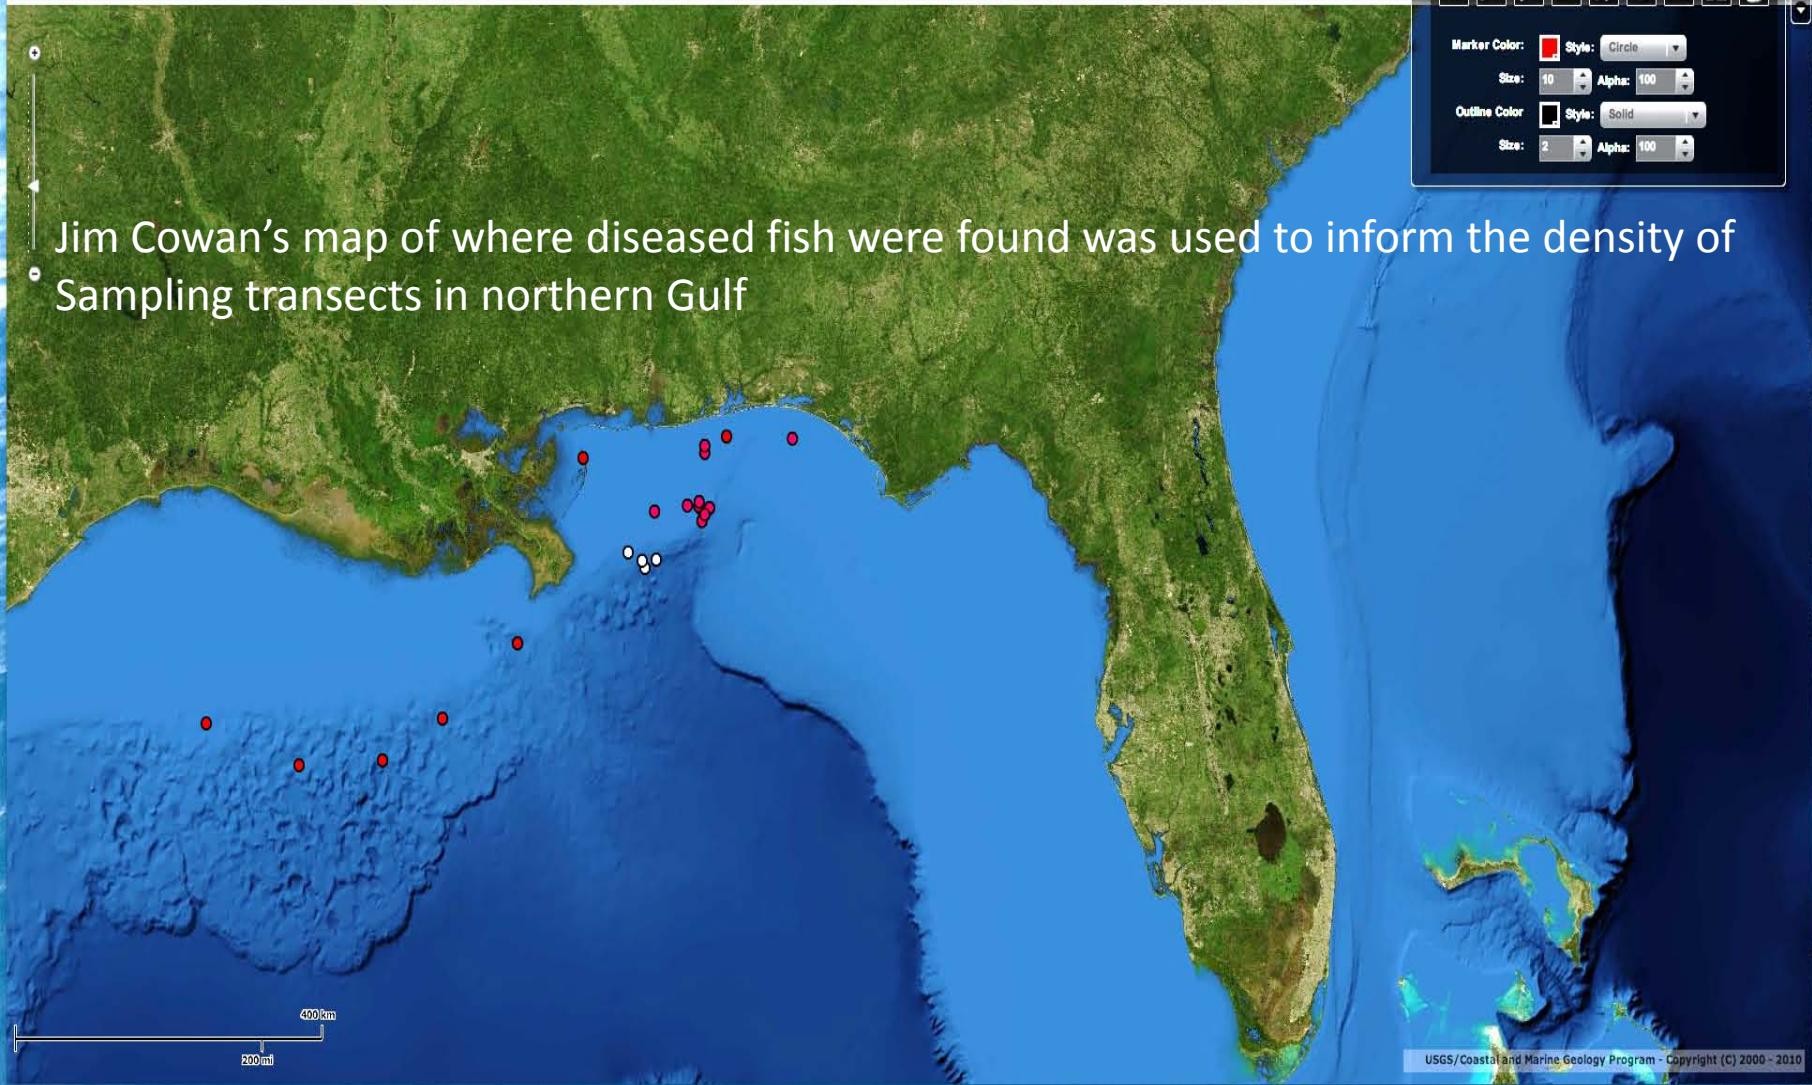 Marker Color: Style: Circle
Size: 10 Alpha: 100
Outline Color Style: Solid
Size: 2 Alpha: 100
Jim Cowan’s map of where diseased fish were found was used to inform the density of
Sampling transects in northern Gulf
400 km
200 mi
USGS/Coastal and Marine Geology Program - Copyright (C) 2000 - 2010